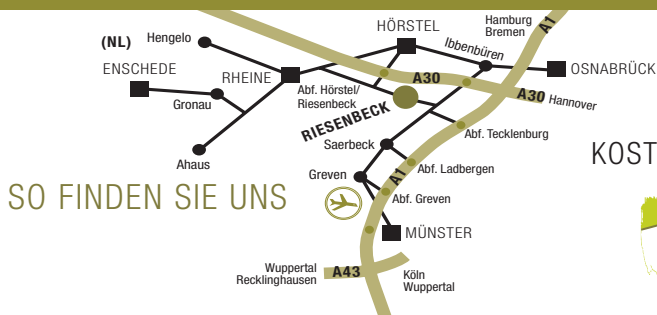 HÖRSTEL
Hamburg
Bremen
A1
(NL)
Hengelo
Ibbenbüren
ENSCHEDE
RHEINE
OSNABRÜCK
Abf. Hörstel/
Riesenbeck
A30
A30
Hannover
Gronau
RIESENBECK
Abf. Tecklenburg
Saerbeck
KOST
Ahaus
Greven
Abf. Ladbergen
A1
SO FINDEN SIE UNS
Abf. Greven
MÜNSTER
Wuppertal
Recklinghausen
A43
Köln
Wuppertal